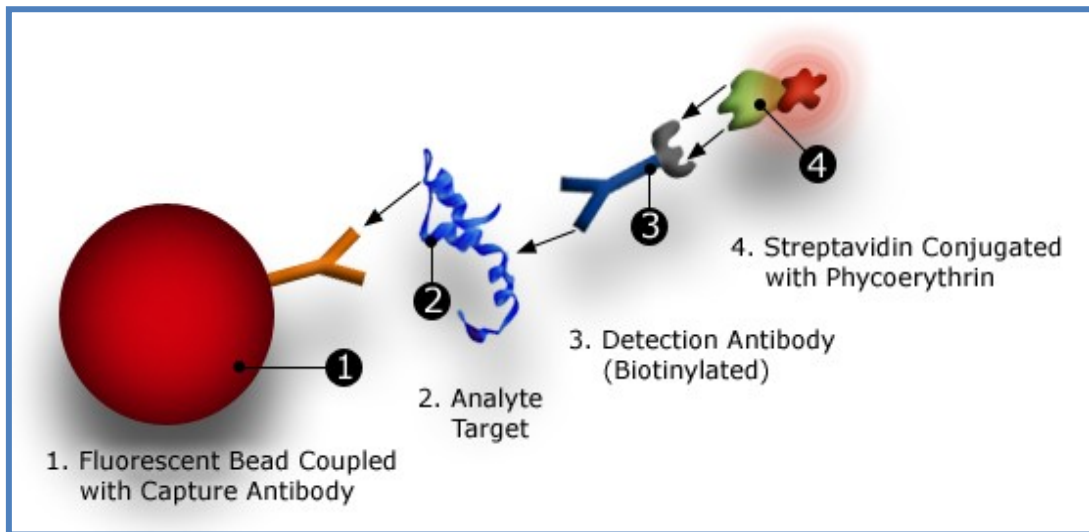 1
2
3
4
4. Streptavidin Conjugated
with Phycoerythrin
3. Detection Antibody
(Biotinylated)
2. Analyte
Target
1. Fluorescent Bead Coupled
with Capture Antibody